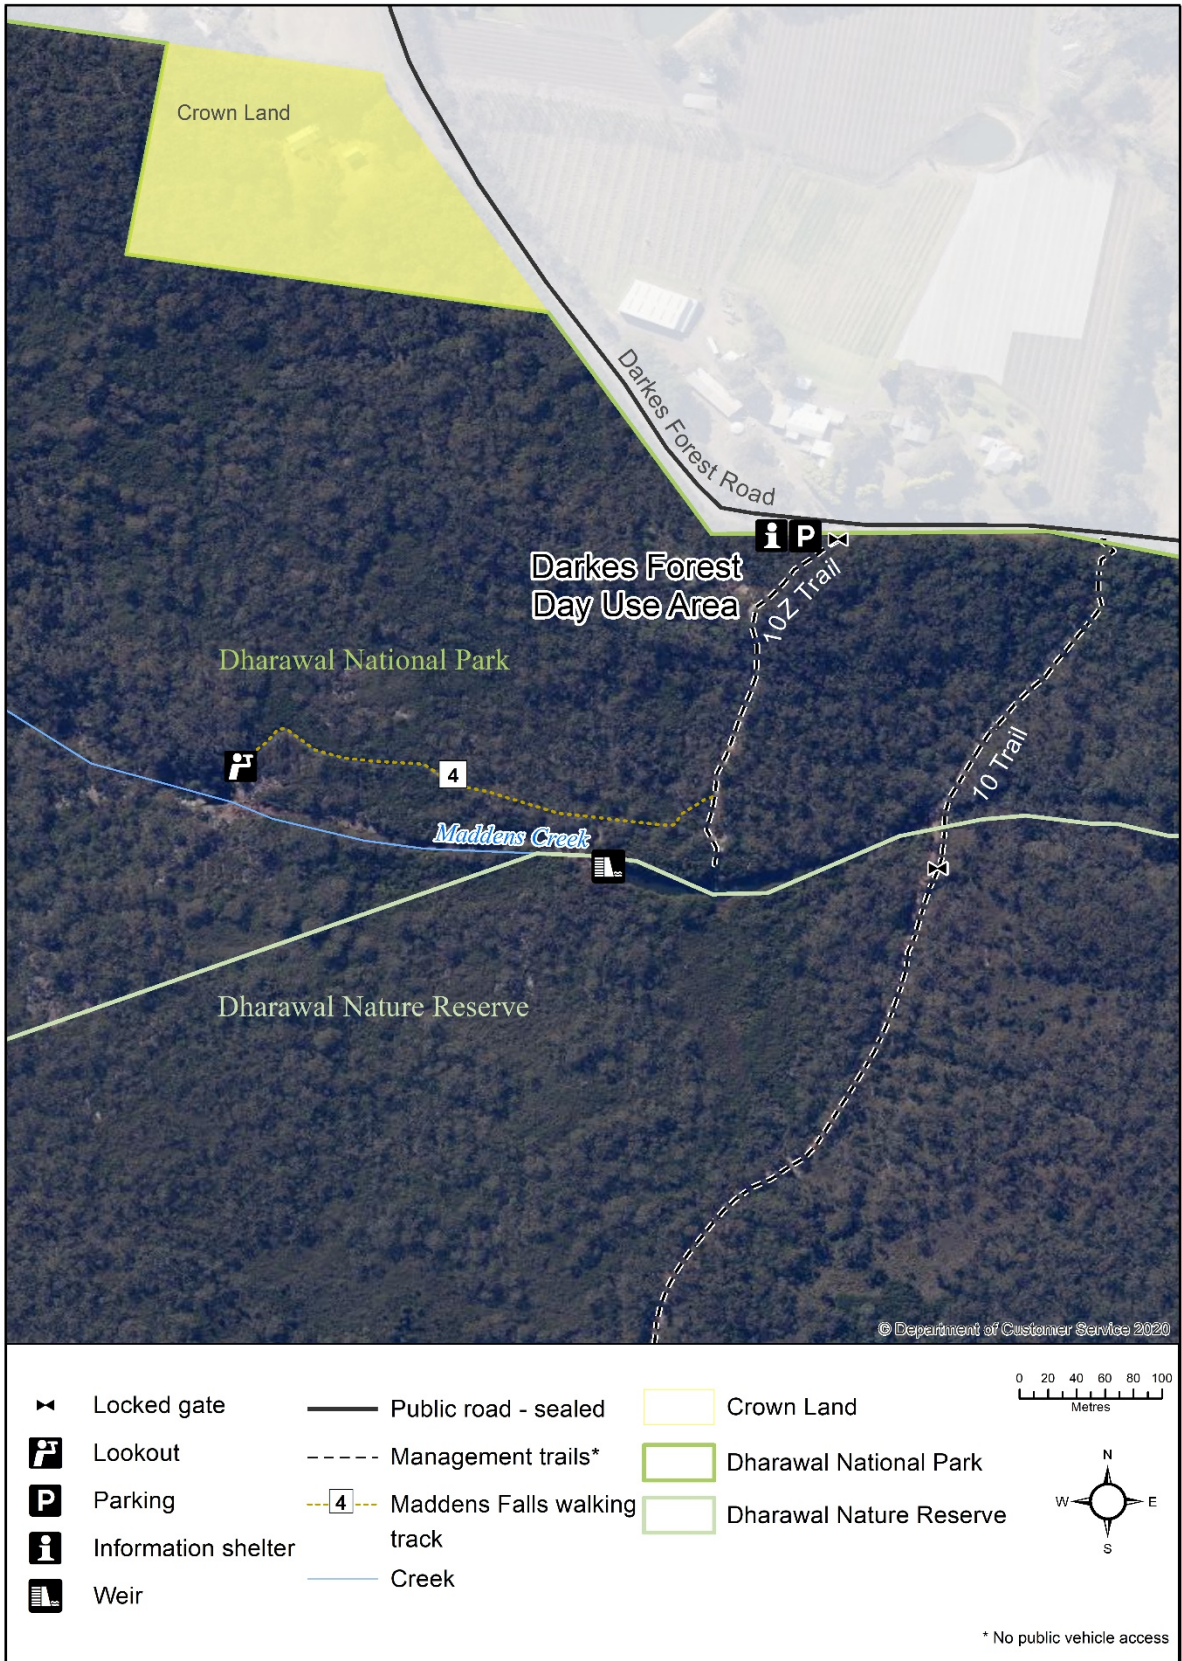 Crown Land
Darkes Forest Road
i P
Darkes Forest
Day Use Area
10Z Trail
Dharawal National Park
4
10 Trail
Maddens Creek
Dharawal Nature Reserve
© Department of Customer Service 2020
Locked gate
Lookout
P Parking
i Information shelter
Weir
Public road - sealed
Management trails*
4 Maddens Falls walking
track
Creek
Crown Land
Dharawal National Park
Dharawal Nature Reserve
0 20 40 60 80 100
Metres
N
W E
S
* No public vehicle access